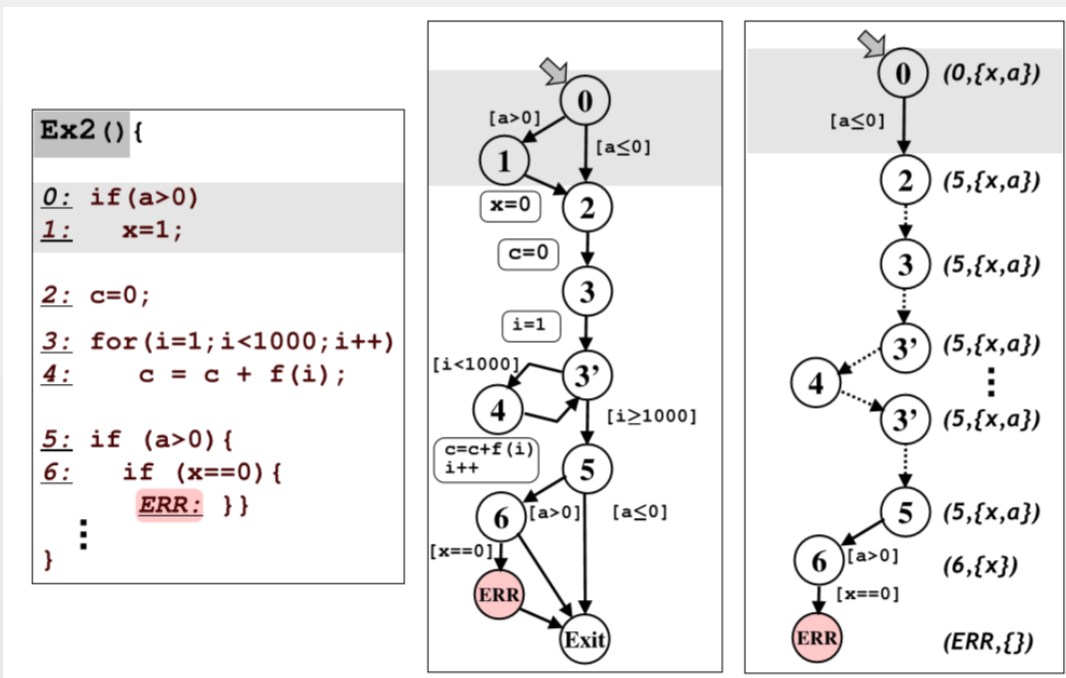 Ex2(){
0: if(a>0)
1: x=1;
2: c=0;
3: for(i=1;i<1000;i++)
4: c = c + f(i);
5: if (a>0){
6: if (x==0){
ERR: }}
⋮
}
0
[a>0]
[a≤0]
1
x=0
2
c=0
3
i=1
[i<1000]
3’
4
[i≥1000]
c=c+f(i)
i++
5
6
[a>0]
[a≤0]
[x==0]
ERR
Exit
0 (0,{x,a})
[a≤0]
2 (5,{x,a})
3 (5,{x,a})
3’ (5,{x,a})
4
⋮
3’ (5,{x,a})
5 (5,{x,a})
6 [a>0] (6,{x})
[x==0]
ERR (ERR,{})